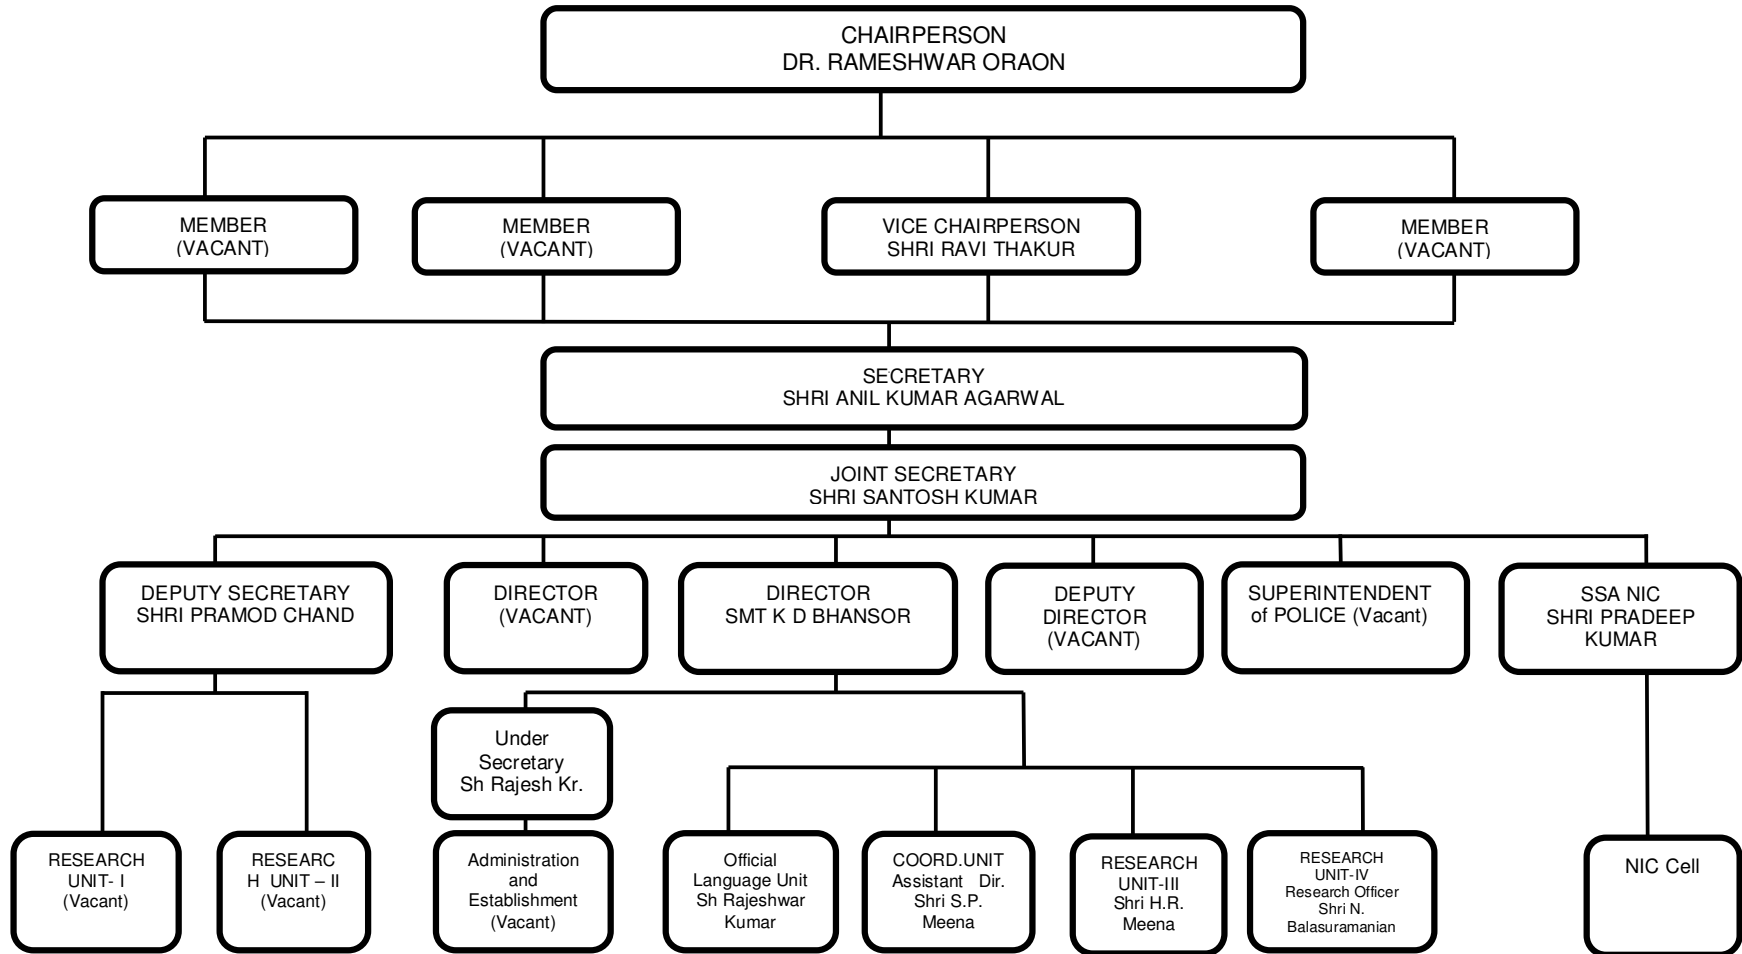 CHAIRPERSON
DR. RAMESHWAR ORAON
MEMBER
(VACANT)
MEMBER
(VACANT)
VICE CHAIRPERSON
SHRI RAVI THAKUR
MEMBER
(VACANT)
SECRETARY
SHRI ANIL KUMAR AGARWAL
JOINT SECRETARY
SHRI SANTOSH KUMAR
DEPUTY SECRETARY
SHRI PRAMOD CHAND
DIRECTOR
(VACANT)
DIRECTOR
SMT K D BHANSOR
DEPUTY
DIRECTOR
(VACANT)
SUPERINTENDENT
of POLICE (Vacant)
SSA NIC
SHRI PRADEEP
KUMAR
Under
Secretary
Sh Rajesh Kr.
RESEARCH
UNIT- I
(Vacant)
RESEARC
H UNIT – II
(Vacant)
Administration
and
Establishment
(Vacant)
Official
Language Unit
Sh Rajeshwar
Kumar
COORD.UNIT
Assistant Dir.
Shri S.P.
Meena
RESEARCH
UNIT-III
Shri H.R.
Meena
RESEARCH
UNIT-IV
Research Officer
Shri N.
Balasuramanian
NIC Cell